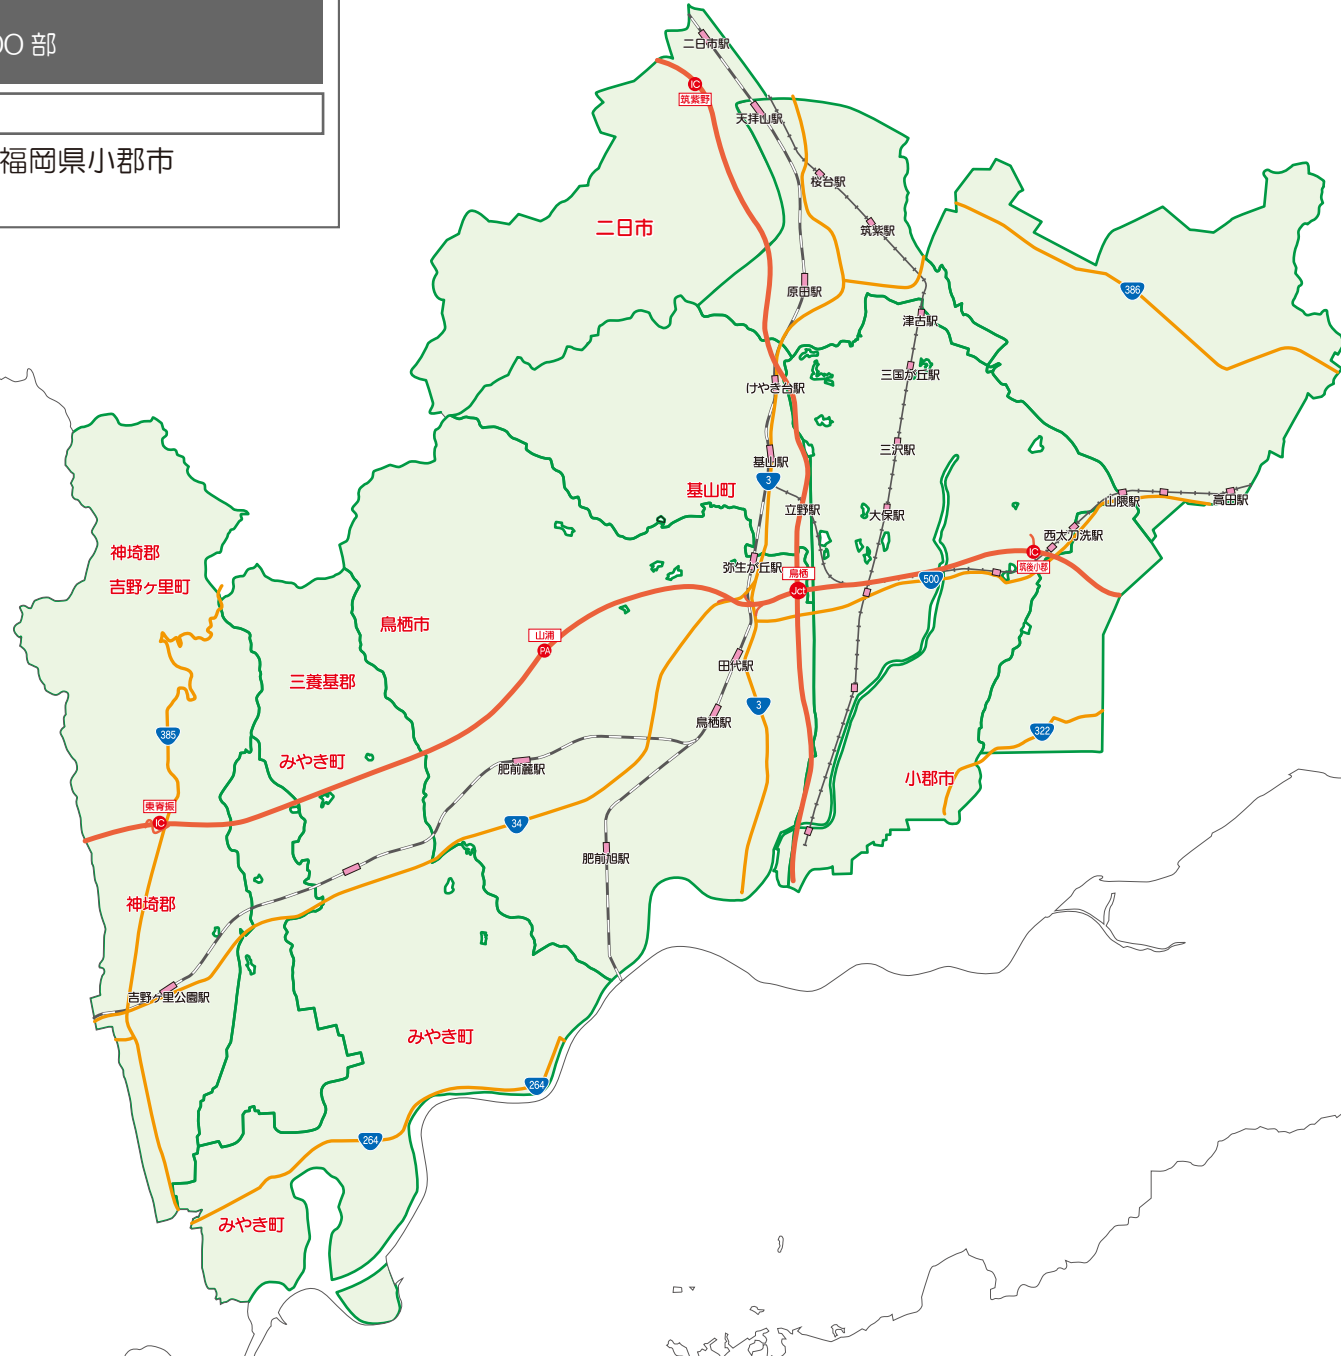 00部
福岡県小郡市
二日市駅
IC
筑紫野
天拝山駅
桜台駅
二日市
筑紫駅
原田駅
386
津古駅
三国が丘駅
けやき台駅
三沢駅
基山駅
3
基山町
立野駅
大保駅
山隈駅
高田駅
西太刀洗駅
IC
筑後小郡
神埼郡
吉野ヶ里町
弥生が丘駅
鳥栖
Jct
500
鳥栖市
山浦
PA
田代駅
三養基郡
3
鳥栖駅
385
322
みやき町
肥前麓駅
小郡市
東脊振
IC
34
肥前旭駅
神埼郡
吉野ヶ里公園駅
みやき町
264
264
みやき町